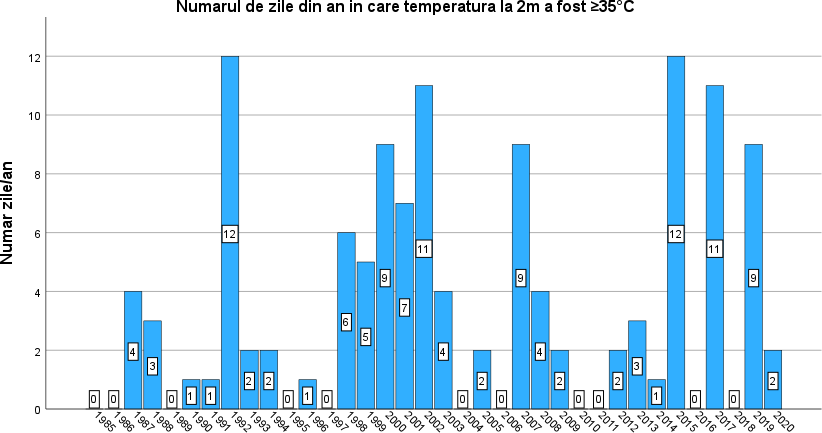 Numarul de zile din an in care temperatura la 2m a fost ≥35°C
Numar zile/an
12
10
8
6
4
2
0
0 0 4 3 0 1 1 12 2 2 0 1 0 6 5 9 7 11 4 0 2 0 9 4 2 0 0 2 3 1 12 0 11 0 9 2
1985 1986 1987 1988 1989 1990 1991 1992 1993 1994 1995 1996 1997 1998 1999 2000 2001 2002 2003 2004 2005 2006 2007 2008 2009 2010 2011 2012 2013 2014 2015 2016 2017 2018 2019 2020